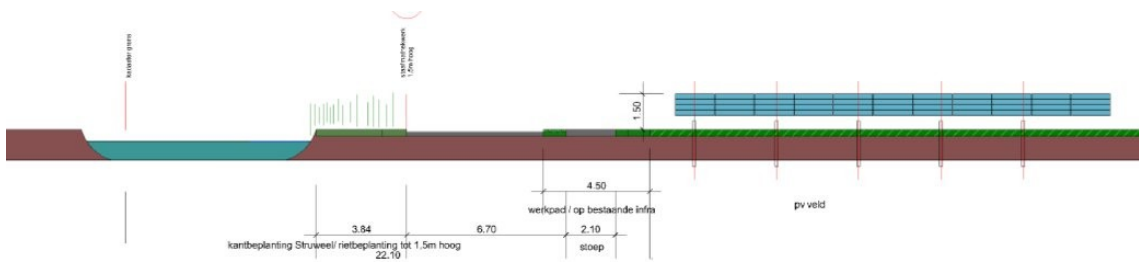 kadaster grens
staafmathekwerk
1,5m hoog
1.50
4.50
werkpad / op bestaande infra
pv veld
3.84
6.70
2.10
kantbeplanting Struweel/ rietbeplanting tot 1,5m hoog
stoep
22.10